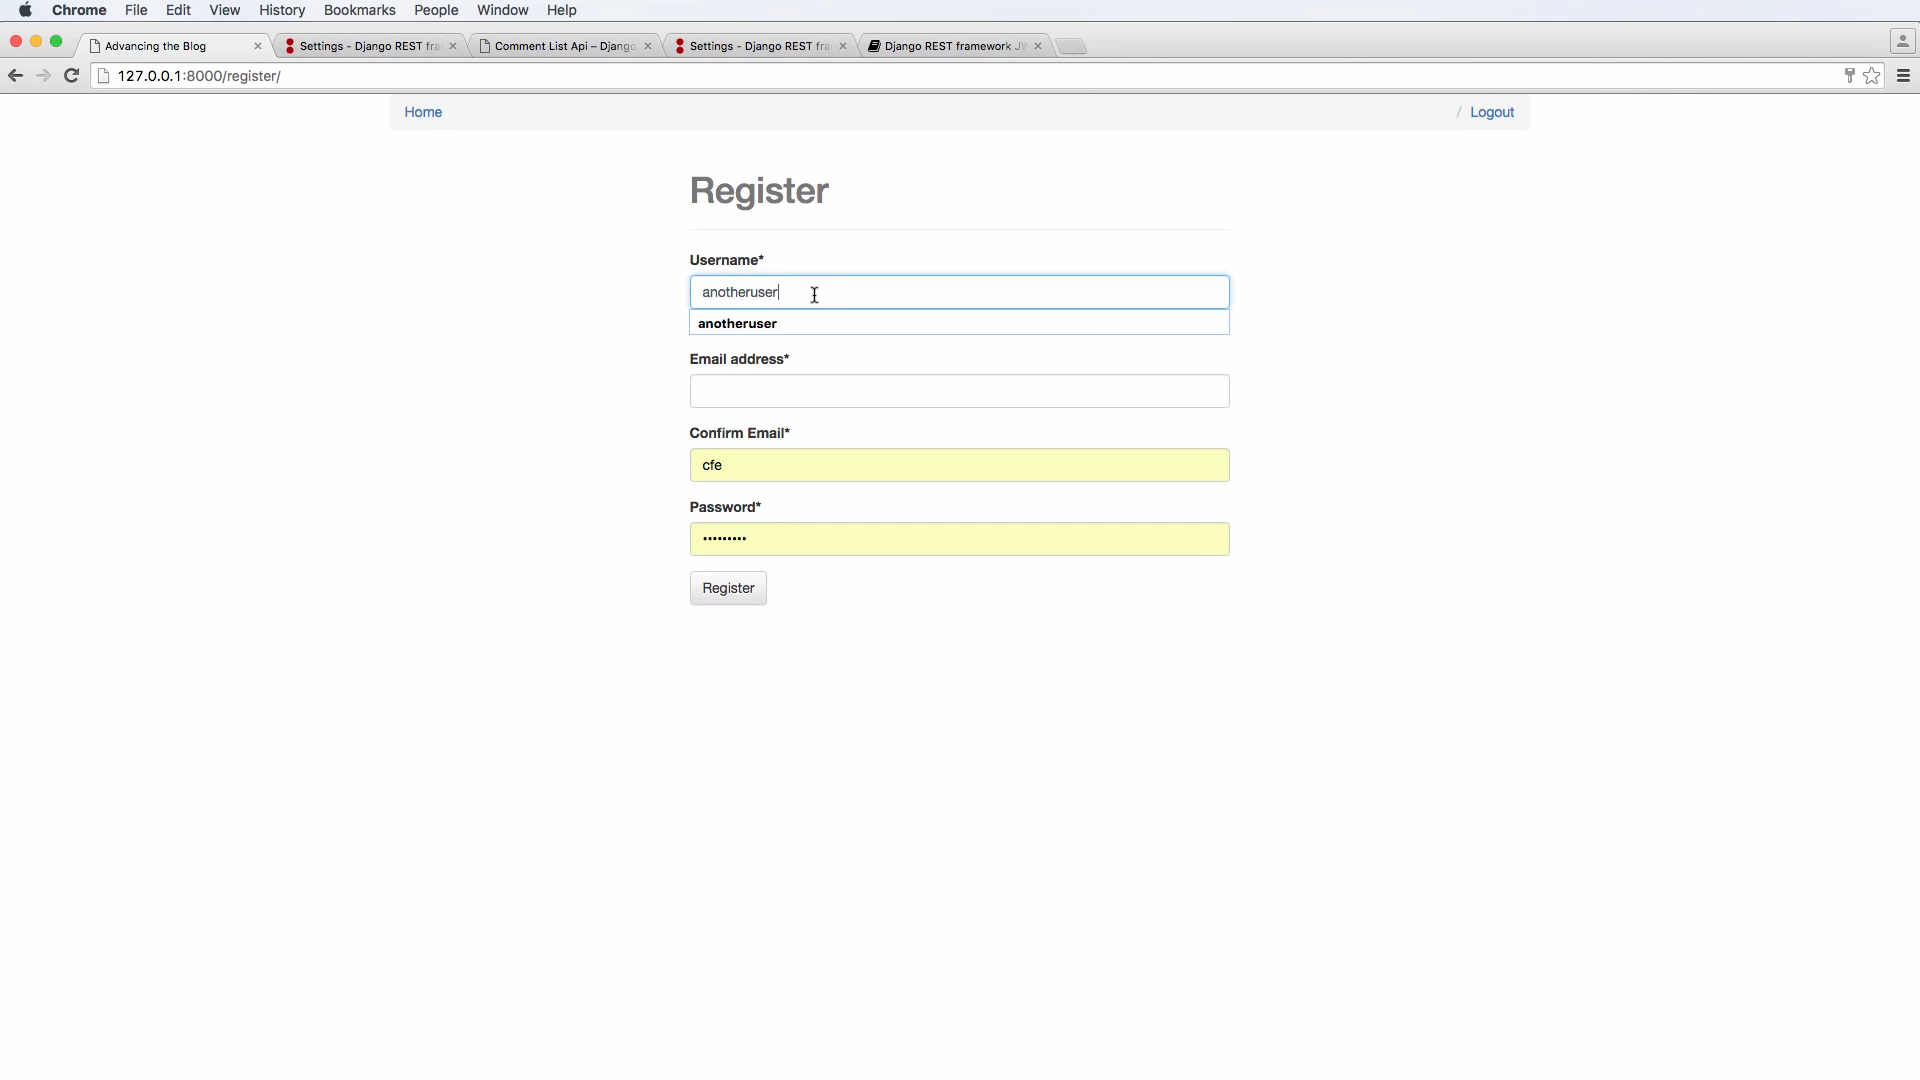 Chrome File Edit View History Bookmarks People Window Help
Advancing the Blog
Settings - Django REST fra
Comment List Api – Django
Settings - Django REST fra
Django REST framework JW
127.0.0.1:8000/register/
Home
/ Logout
Register
Username*
anotheruser
anotheruser
Email address*
Confirm Email*
cfe
Password*
•••••••••
Register